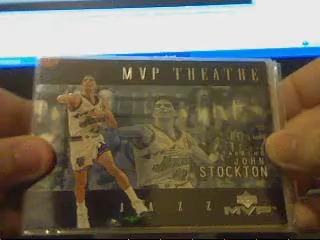 MVP THEATRE
STARRING
JOHN
STOCKTON
JAZZ
MVP